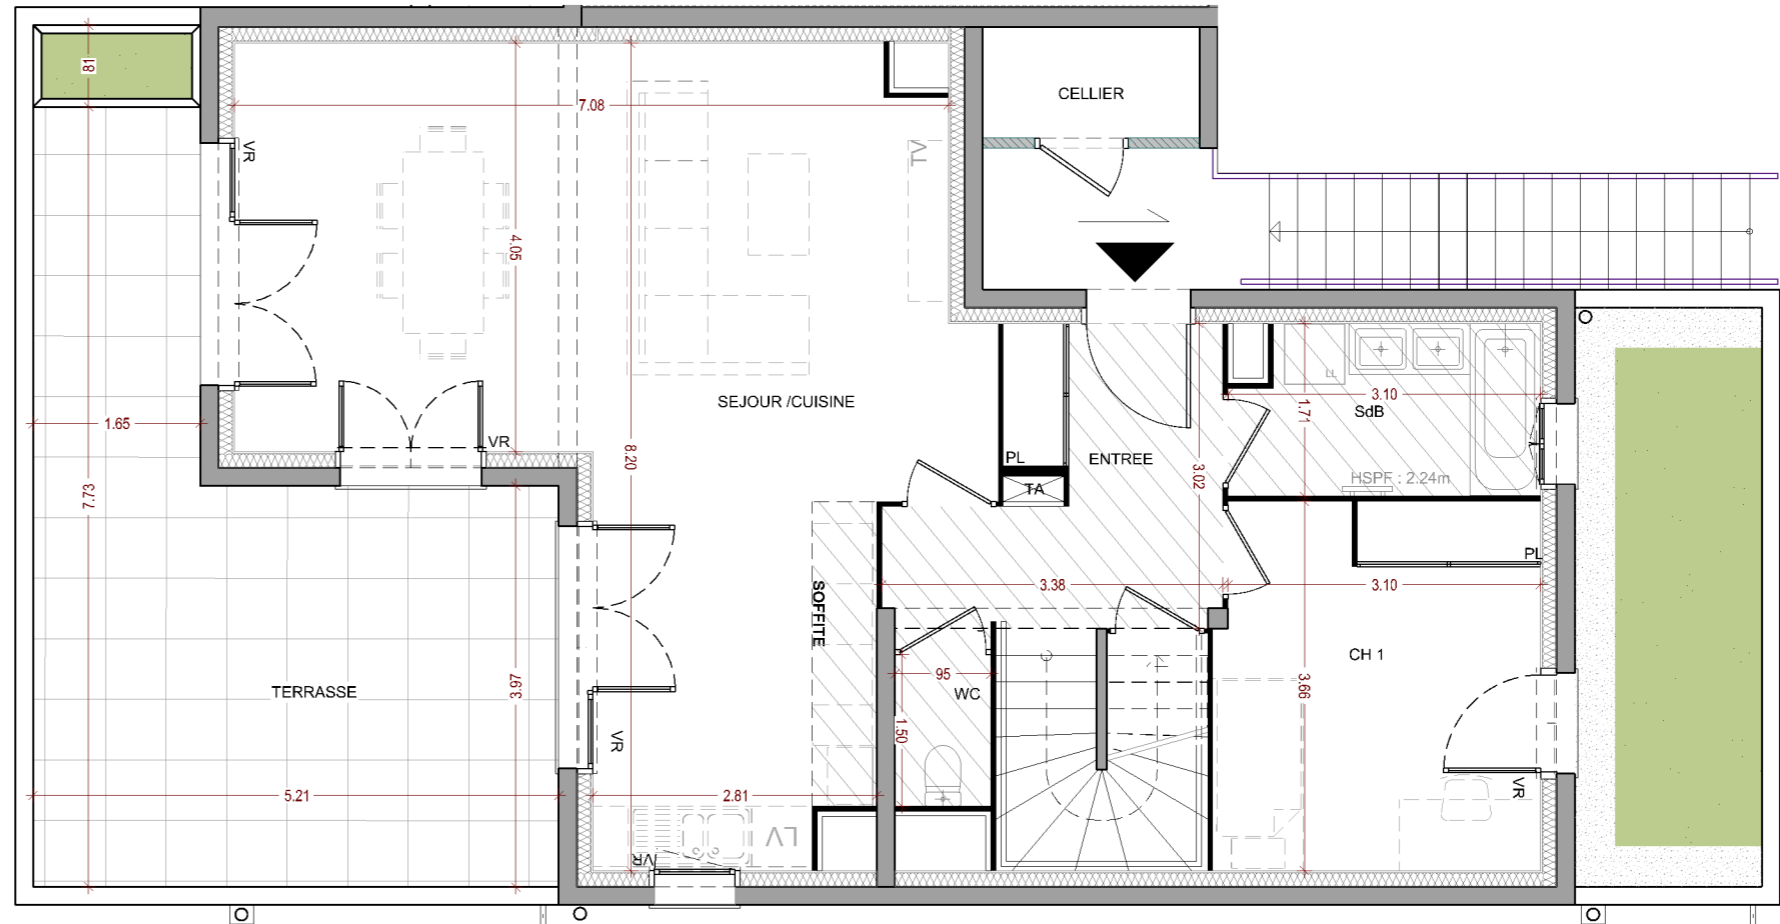 81
7.08
CELLIER
VR
TV
4.05
SEJOUR /CUISINE
8.20
1.65
VR
7.73
PL
TA
ENTREE
3.02
LL
3.10
1.71
SdB
HSPF : 2.24m
PL
3.38
3.10
SOFFITE
CH 1
TERRASSE
3.97
95
WC
1.50
3.66
VR
VR
5.21
2.81
LV
VR